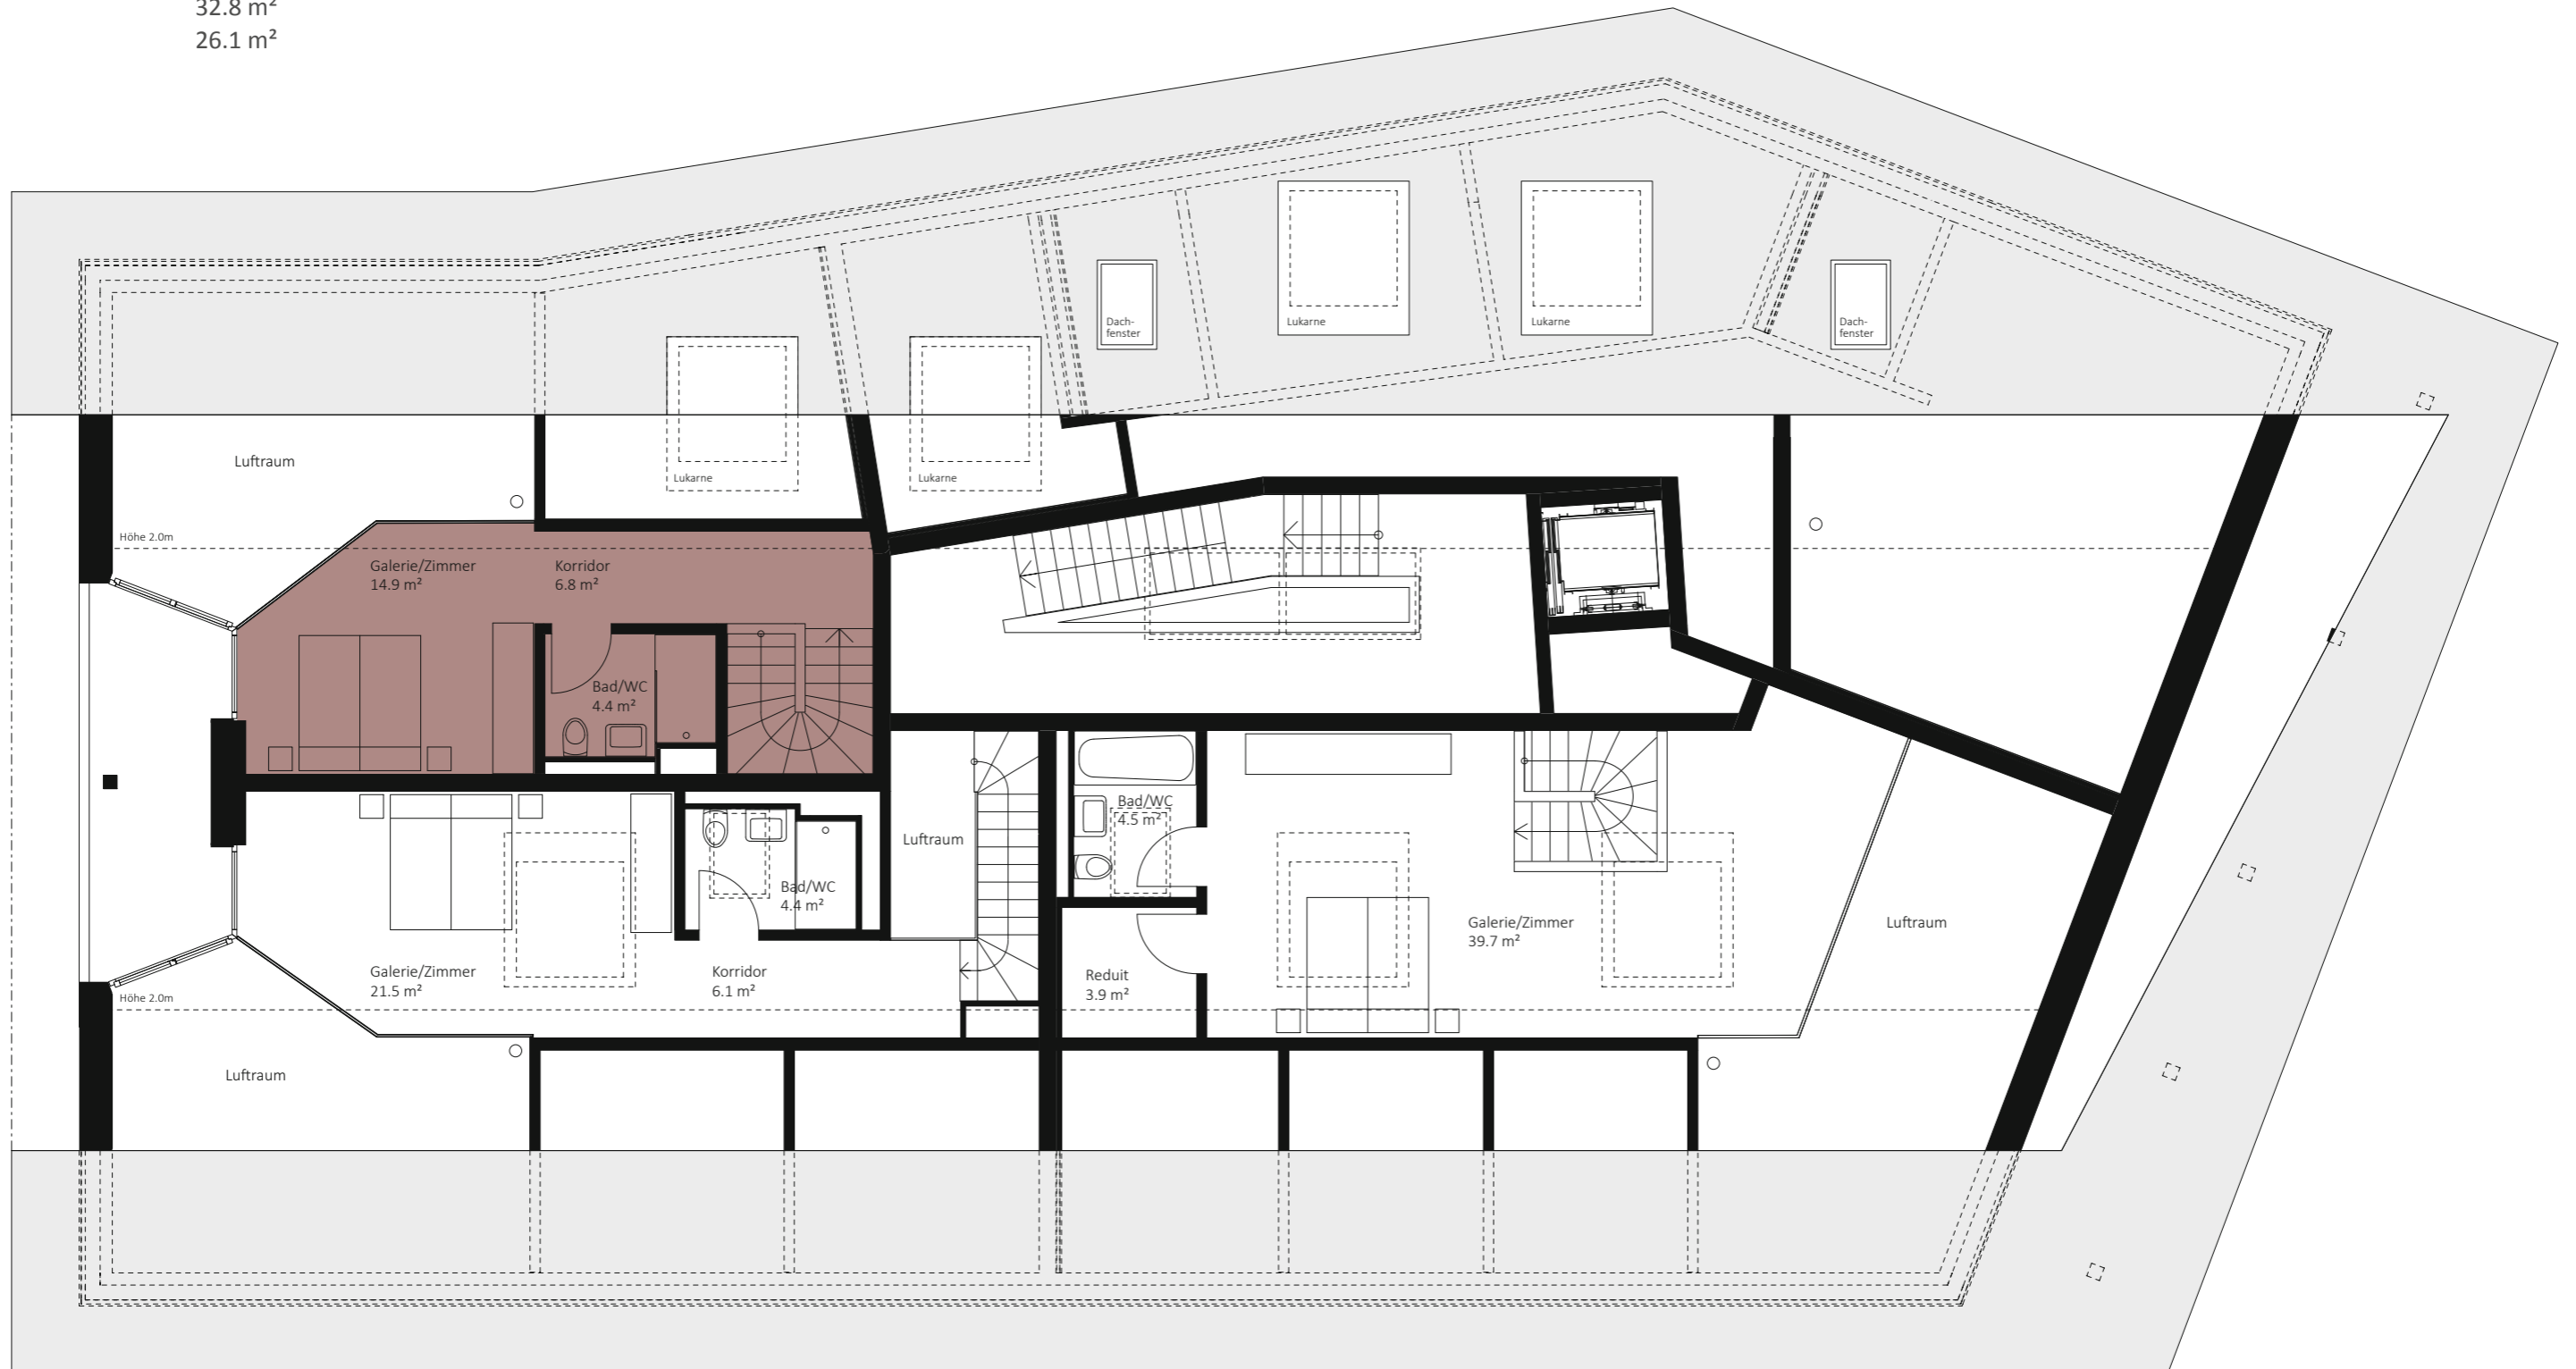 32.8 m²
26.1 m²
Lukarne
Lukarne
Dach-
fenster
Dach-
fenster
Luftraum
Lukarne
Lukarne
Höhe 2.0m
Galerie/Zimmer
14.9 m²
Korridor
6.8 m²
Bad/WC
4.4 m²
Luftraum
Bad/WC
4.5 m²
Bad/WC
4.4 m²
Galerie/Zimmer
39.7 m²
Luftraum
Galerie/Zimmer
21.5 m²
Korridor
6.1 m²
Reduit
3.9 m²
Höhe 2.0m
Luftraum